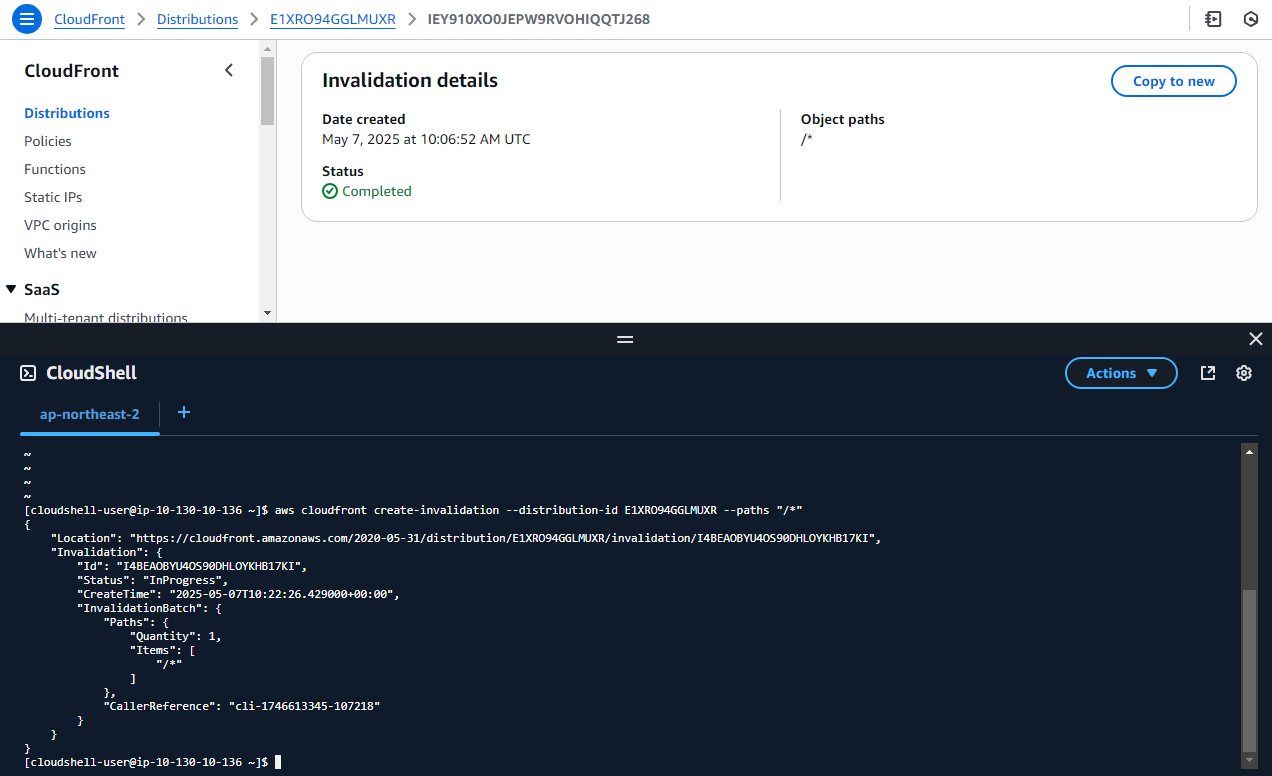 CloudFront > Distributions > E1XRO94GGLMUXR > IEY910XO0JEPW9RVOHIQQTJ268
CloudFront
Distributions
Policies
Functions
Static IPs
VPC origins
What's new
SaaS
Multi-tenant distributions
Invalidation details
Copy to new
Date created
May 7, 2025 at 10:06:52 AM UTC
Status
Completed
Object paths
/*
CloudShell
Actions
ap-northeast-2
+
~
~
~
~
[cloudshell-user@ip-10-130-10-136 ~]$ aws cloudfront create-invalidation --distribution-id E1XRO94GGLMUXR --paths "/*"
{
    "Location": "https://cloudfront.amazonaws.com/2020-05-31/distribution/E1XRO94GGLMUXR/invalidation/I4BEAOBYU4OS90DHLOYKHB17KI",
    "Invalidation": {
        "Id": "I4BEAOBYU4OS90DHLOYKHB17KI",
        "Status": "InProgress",
        "CreateTime": "2025-05-07T10:22:26.429000+00:00",
        "InvalidationBatch": {
            "Paths": {
                "Quantity": 1,
                "Items": [
                    "/*"
                ]
            },
            "CallerReference": "cli-1746613345-107218"
        }
    }
}
[cloudshell-user@ip-10-130-10-136 ~]$